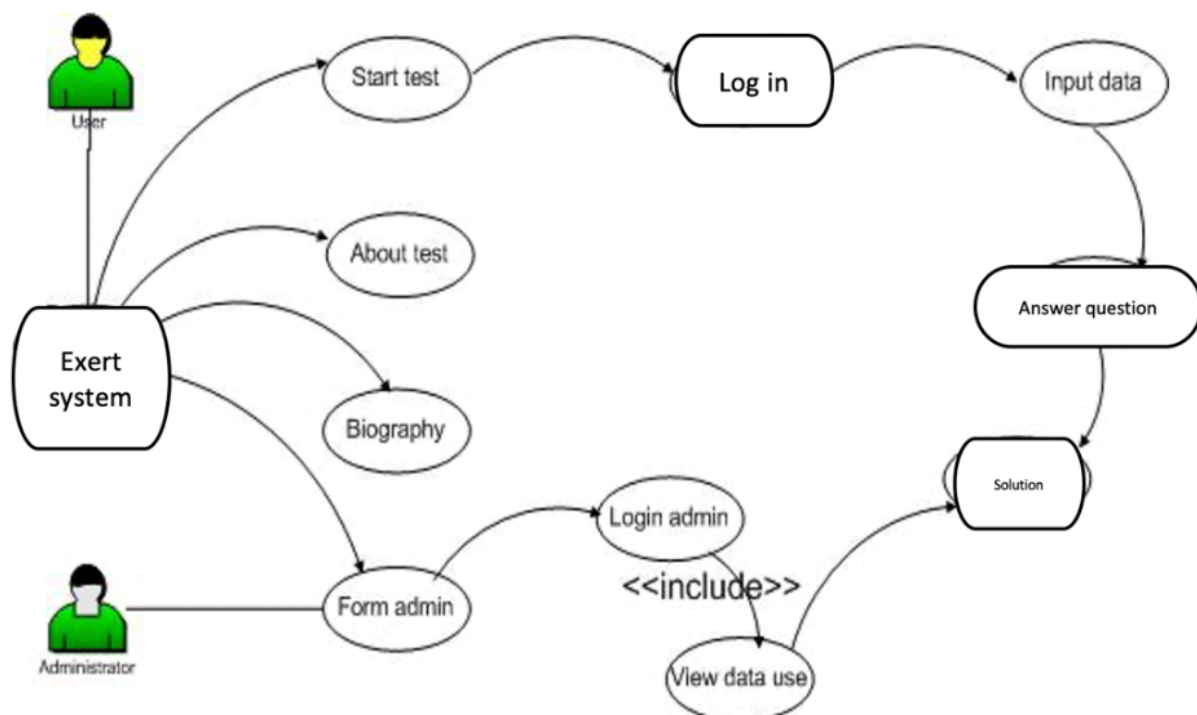 User
Start test
Log in
Input data
About test
Answer question
Exert
system
Biography
Solution
Login admin
<<include>>
Form admin
Administrator
View data use